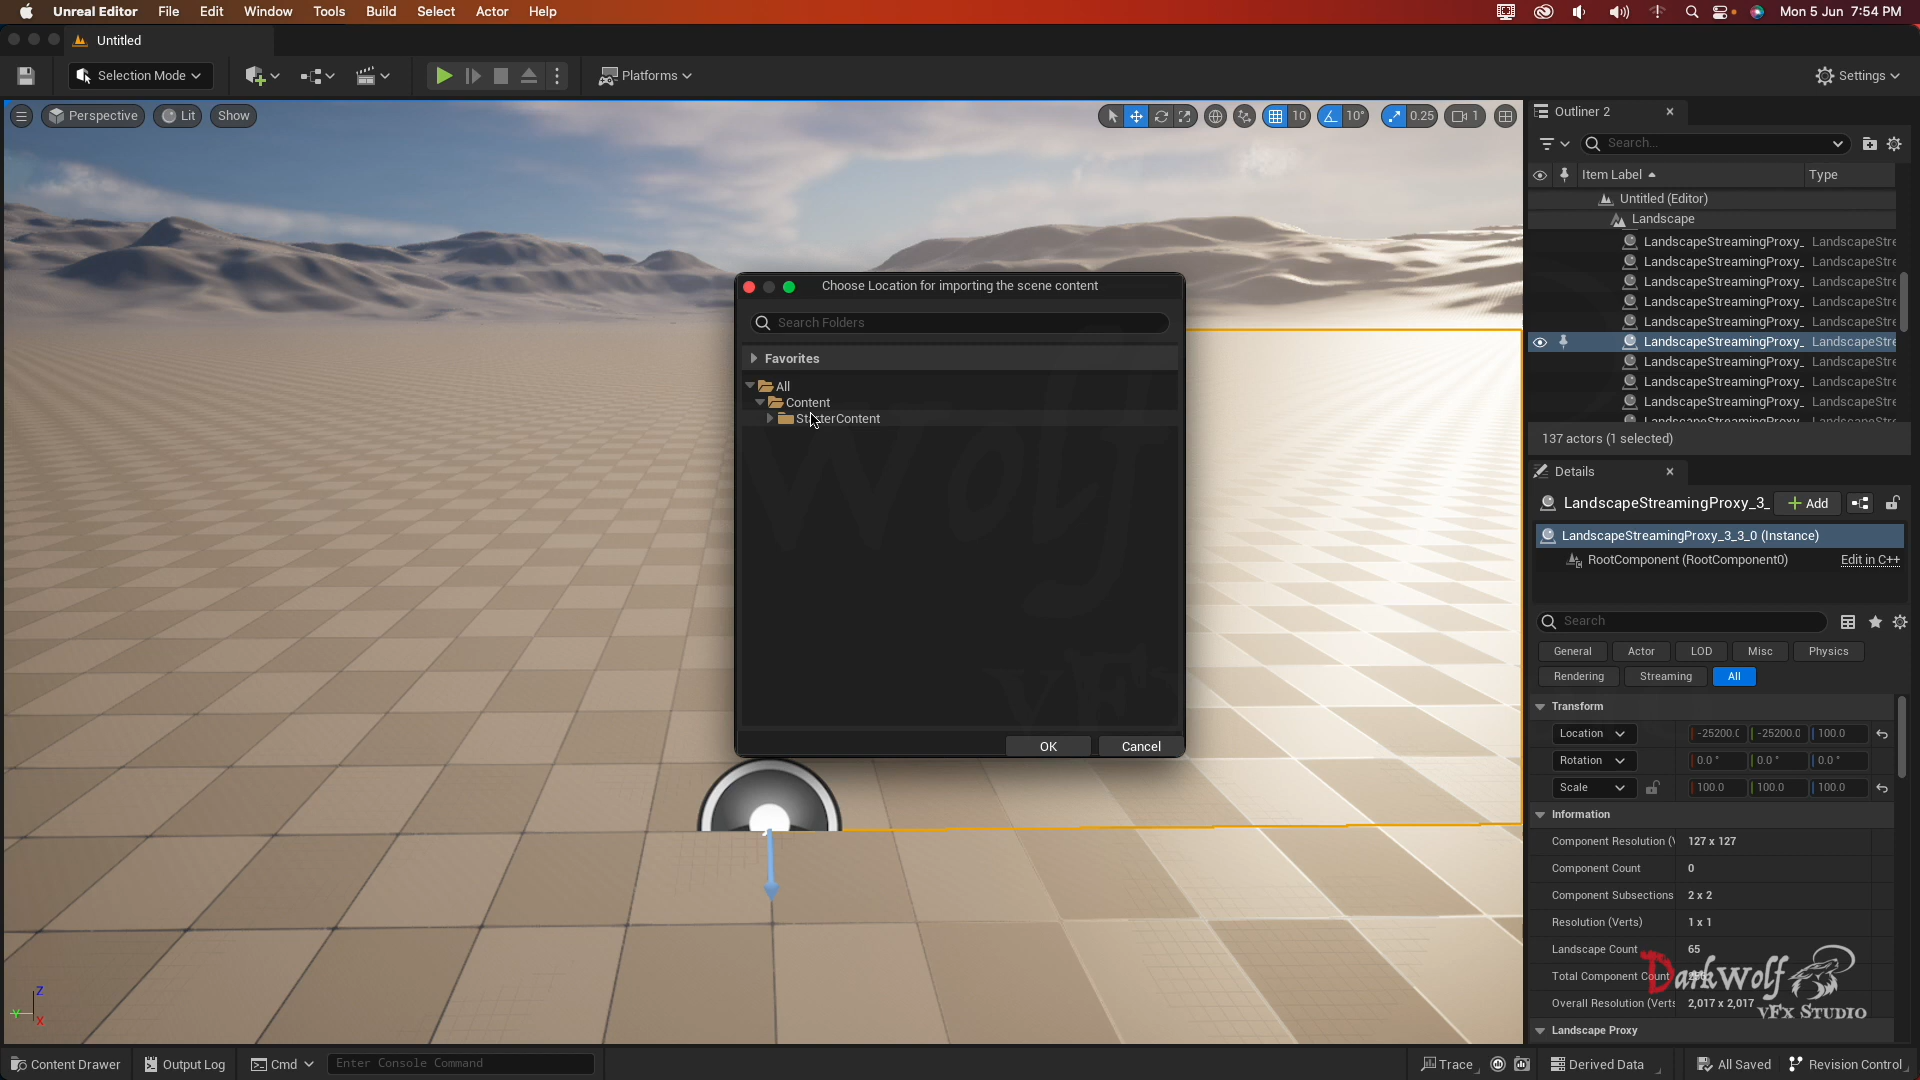 Unreal Editor File Edit Window Tools Build Select Actor Help Mon 5 Jun 7:54 PM
Untitled
Selection Mode Platforms Settings
Perspective Lit Show 10 10° 0.25 1
Outliner 2
Search...
Item Label Type
Untitled (Editor)
Landscape
LandscapeStreamingProxy_ LandscapeStre
LandscapeStreamingProxy_ LandscapeStre
LandscapeStreamingProxy_ LandscapeStre
LandscapeStreamingProxy_ LandscapeStre
LandscapeStreamingProxy_ LandscapeStre
LandscapeStreamingProxy_ LandscapeStre
LandscapeStreamingProxy_ LandscapeStre
LandscapeStreamingProxy_ LandscapeStre
LandscapeStreamingProxy_ LandscapeStre
137 actors (1 selected)
Choose Location for importing the scene content
Search Folders
Favorites
All
Content
StarterContent
Wolf
vFx
OK Cancel
Details
LandscapeStreamingProxy_3_ Add
LandscapeStreamingProxy_3_3_0 (Instance)
RootComponent (RootComponent0) Edit in C++
Search
General Actor LOD Misc Physics
Rendering Streaming All
Transform
Location -25200.0 -25200.0 100.0
Rotation 0.0 ° 0.0 ° 0.0 °
Scale 100.0 100.0 100.0
Information
Component Resolution (V 127 x 127
Component Count 0
Component Subsections 2 x 2
Resolution (Verts) 1 x 1
Landscape Count 65
Total Component Count
Overall Resolution (Verts 2,017 x 2,017
Landscape Proxy
DarkWolf
vFx Studio
Z
Y
X
Content Drawer Output Log Cmd Enter Console Command Trace Derived Data All Saved Revision Control